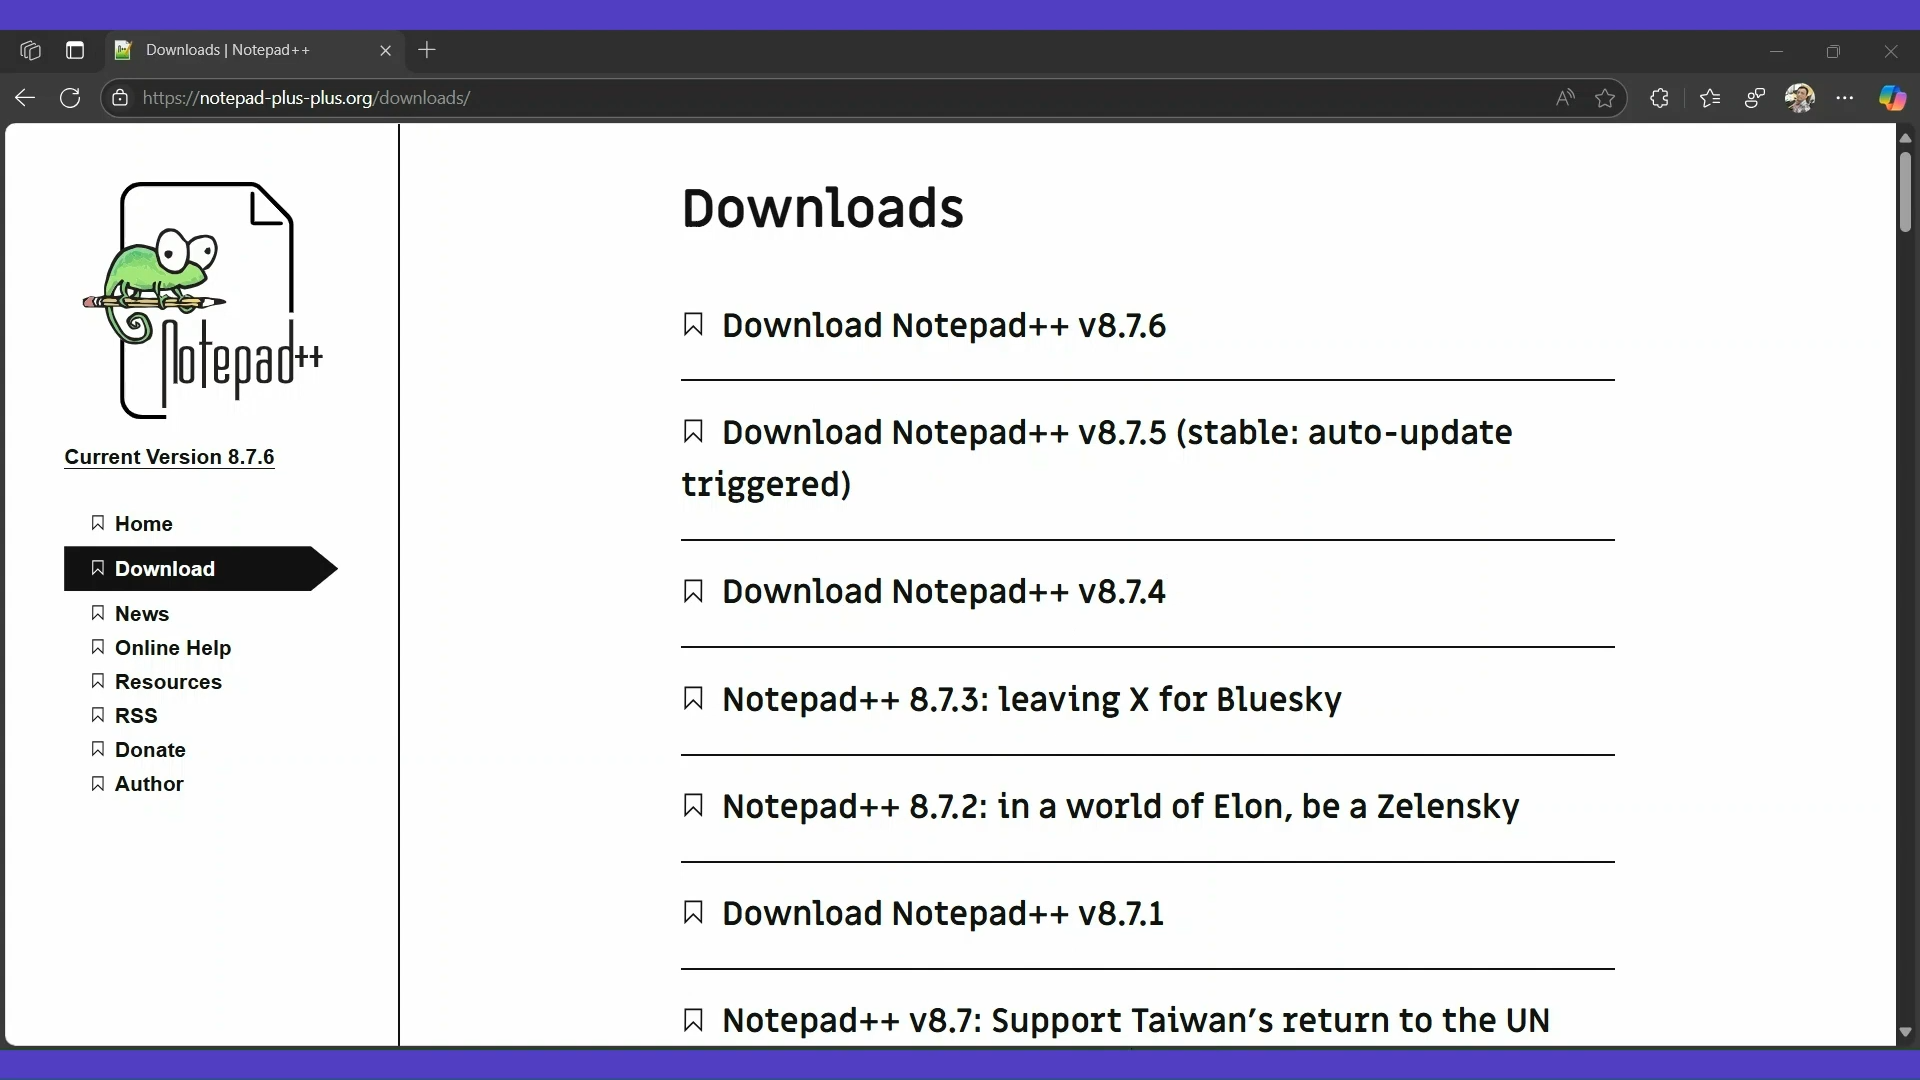 Downloads | Notepad++
https://notepad-plus-plus.org/downloads/
Notepad++
Current Version 8.7.6
Home
Download
News
Online Help
Resources
RSS
Donate
Author
Downloads
Download Notepad++ v8.7.6
Download Notepad++ v8.7.5 (stable: auto-update
triggered)
Download Notepad++ v8.7.4
Notepad++ 8.7.3: leaving X for Bluesky
Notepad++ 8.7.2: in a world of Elon, be a Zelensky
Download Notepad++ v8.7.1
Notepad++ v8.7: Support Taiwan’s return to the UN